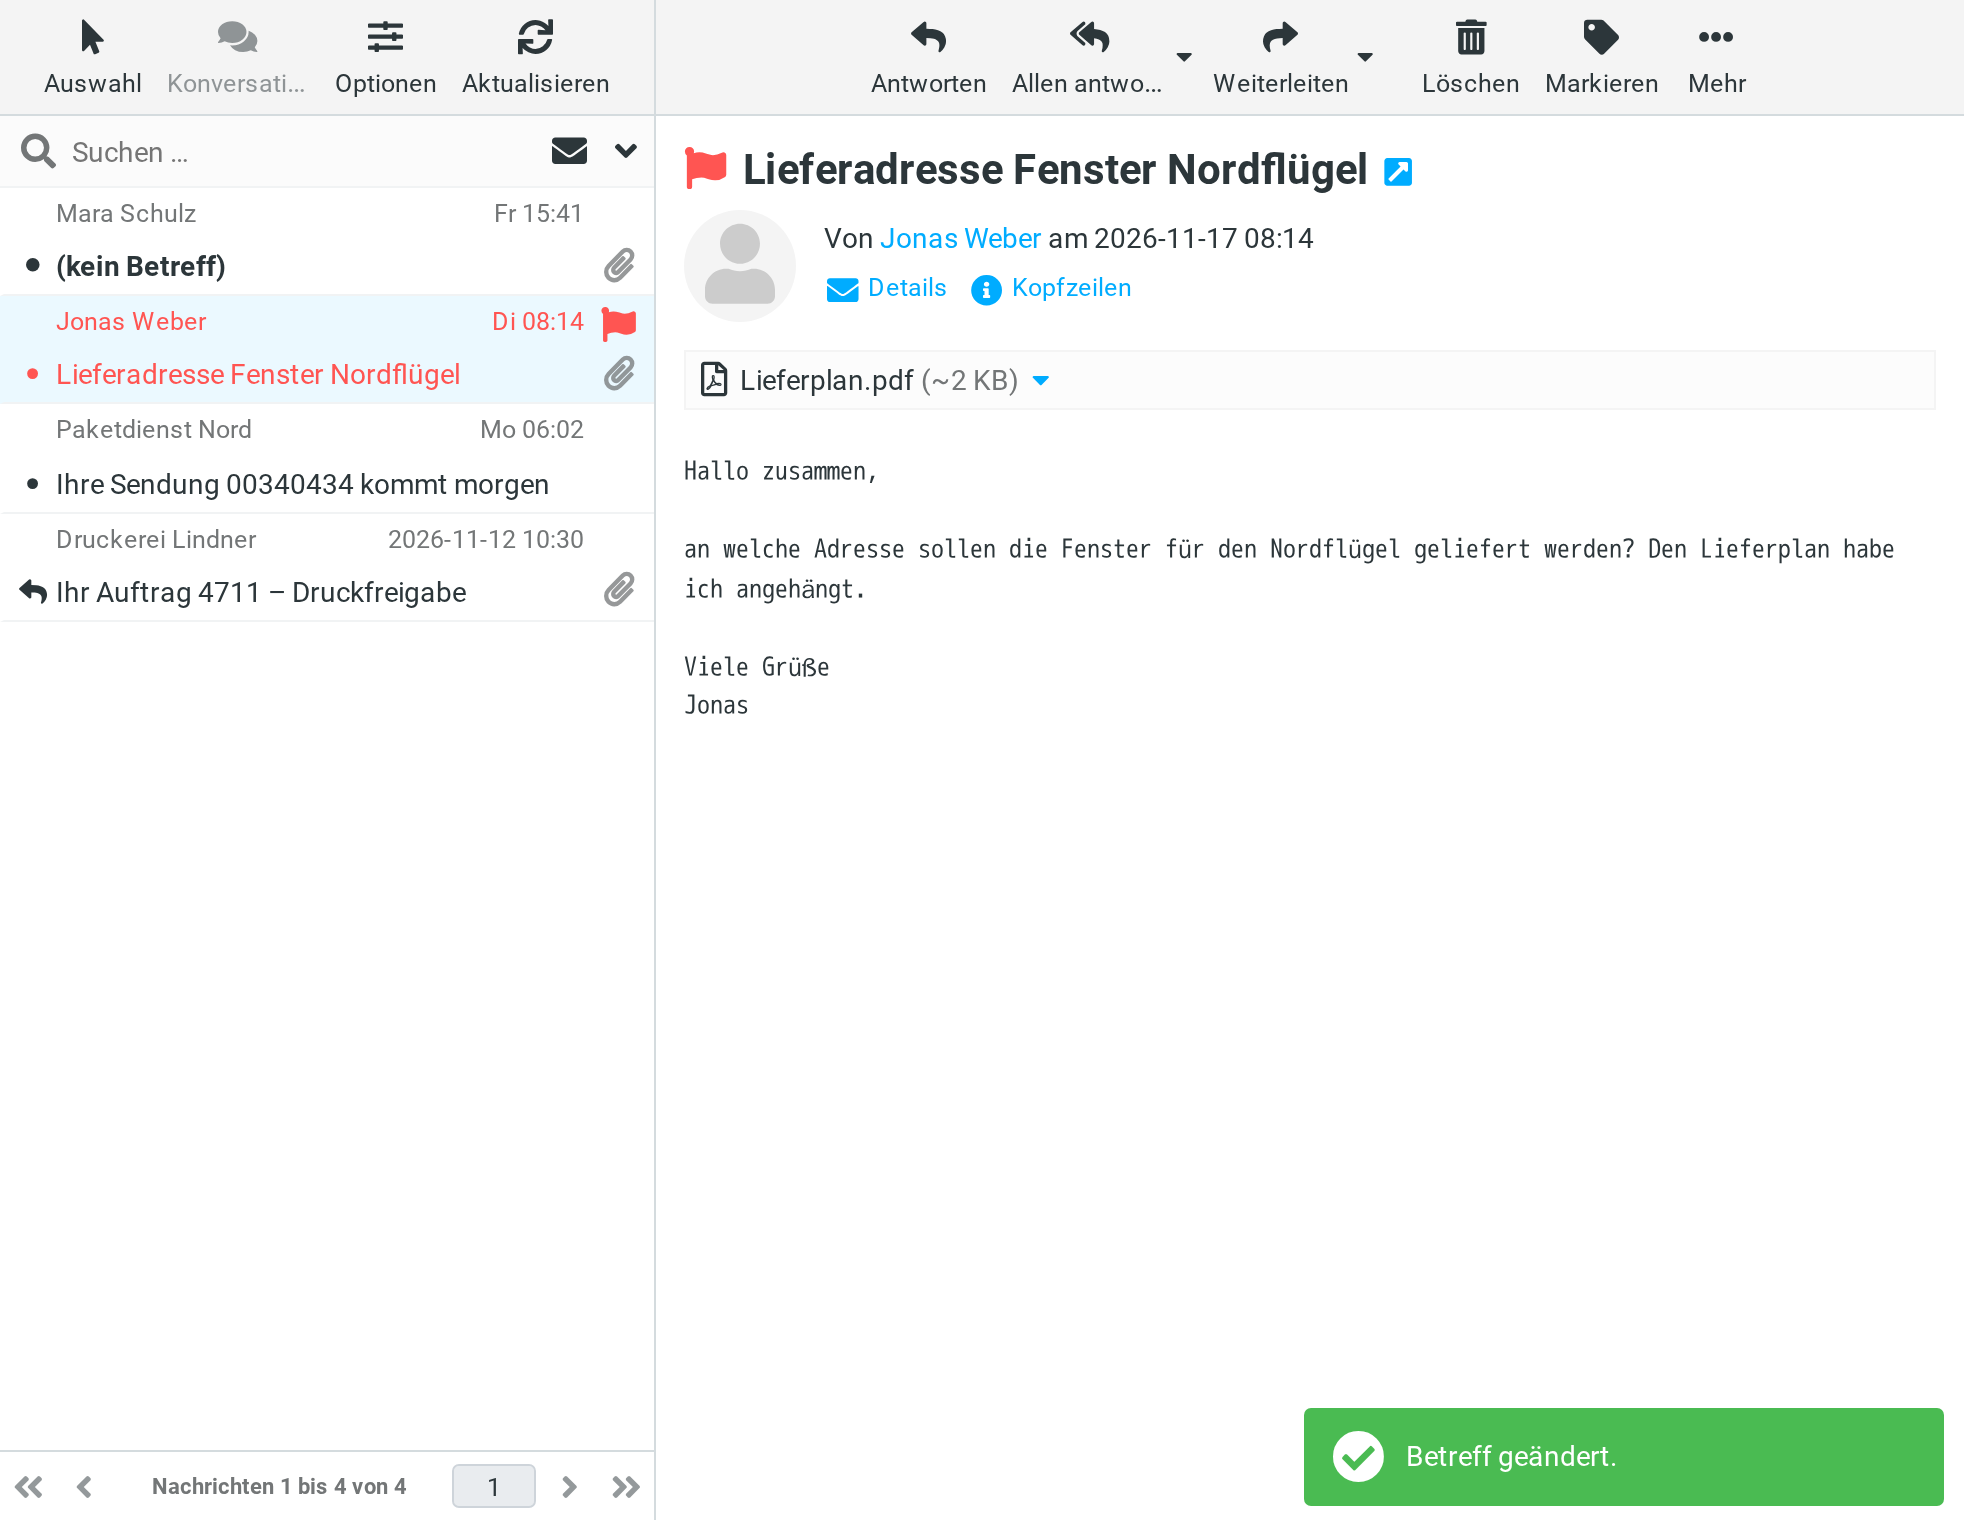 Auswahl
Konversati…
Optionen
Aktualisieren
Antworten
Allen antwo…
Weiterleiten
Löschen
Markieren
Mehr
Suchen …
Mara Schulz Fr 15:41
(kein Betreff)
Jonas Weber Di 08:14
Lieferadresse Fenster Nordflügel
Paketdienst Nord Mo 06:02
Ihre Sendung 00340434 kommt morgen
Druckerei Lindner 2026-11-12 10:30
Ihr Auftrag 4711 – Druckfreigabe
Nachrichten 1 bis 4 von 4
1
Lieferadresse Fenster Nordflügel
Von Jonas Weber am 2026-11-17 08:14
Details Kopfzeilen
Lieferplan.pdf (~2 KB)
Hallo zusammen,
an welche Adresse sollen die Fenster für den Nordflügel geliefert werden? Den Lieferplan habe
ich angehängt.
Viele Grüße
Jonas
Betreff geändert.